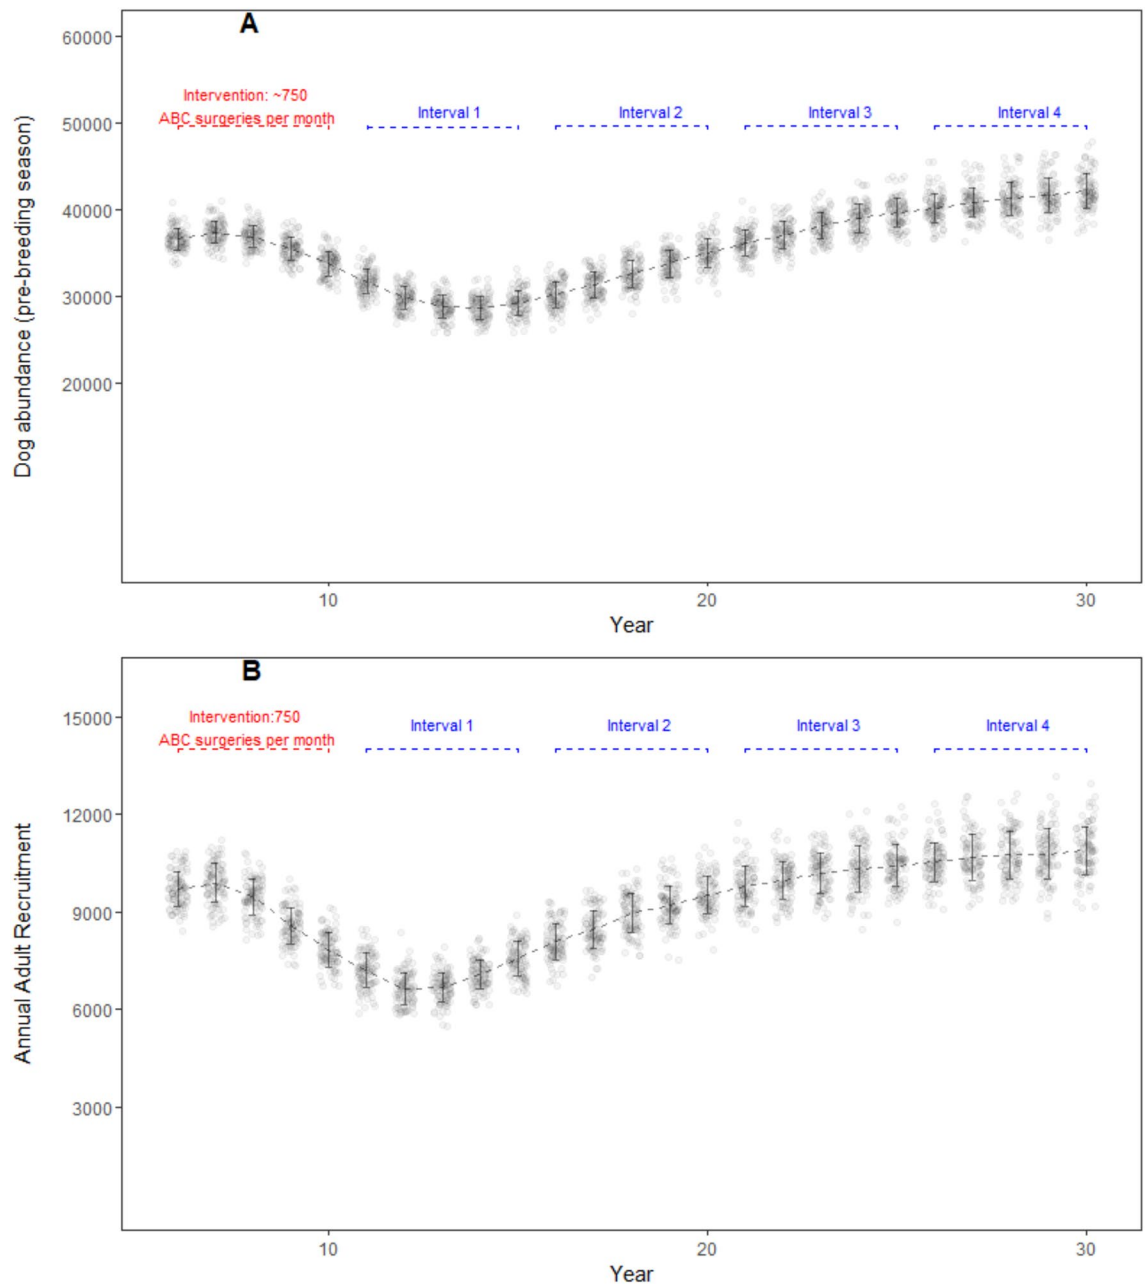 A
60000
Intervention: ~750
ABC surgeries per month
Interval 1
Interval 2
Interval 3
Interval 4
50000
40000
30000
20000
Dog abundance (pre-breeding season)
10
20
30
Year
B
15000
Intervention:750
ABC surgeries per month
Interval 1
Interval 2
Interval 3
Interval 4
12000
9000
6000
3000
Annual Adult Recruitment
10
20
30
Year